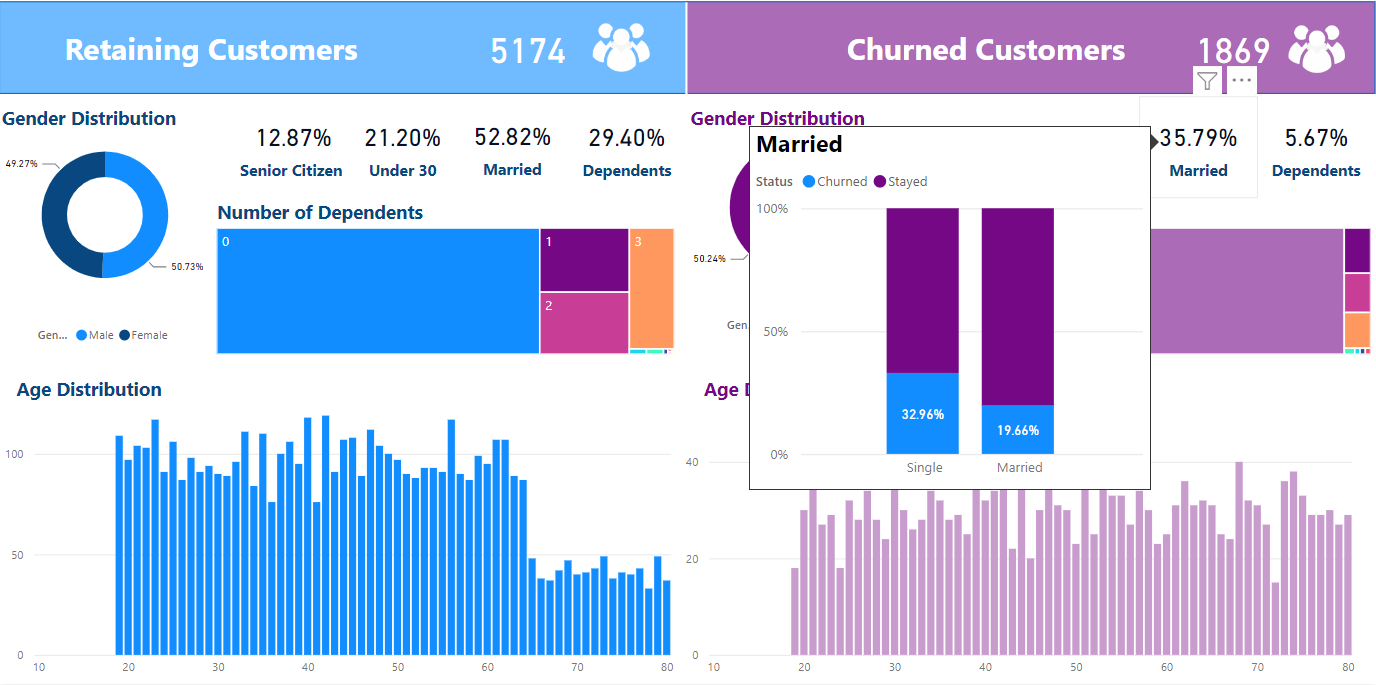 Retaining Customers 5174
Churned Customers 1869
Gender Distribution
49.27%
50.73%
Gen... Male Female
12.87% 21.20% 52.82% 29.40%
Senior Citizen Under 30 Married Dependents
Number of Dependents
0
1
2
3
Age Distribution
100
50
0
10 20 30 40 50 60 70 80
Gender Distribution
50.24%
Gen
35.79% 5.67%
Married Dependents
Married
Status Churned Stayed
100%
50%
0%
32.96%
19.66%
Single Married
Age
40
20
0
10 20 30 40 50 60 70 80